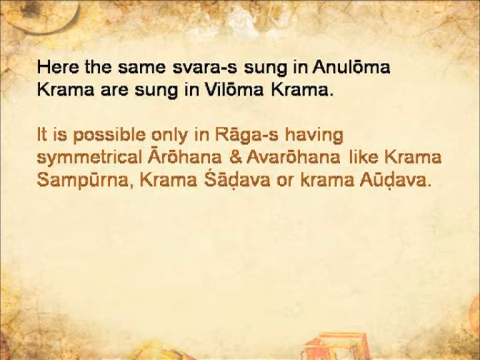 Here the same svara-s sung in Anulōma
Krama are sung in Vilōma Krama.
It is possible only in Rāga-s having
symmetrical Ārōhana & Avarōhana like Krama
Sampūrna, Krama Śāḍava or krama Aūḍava.